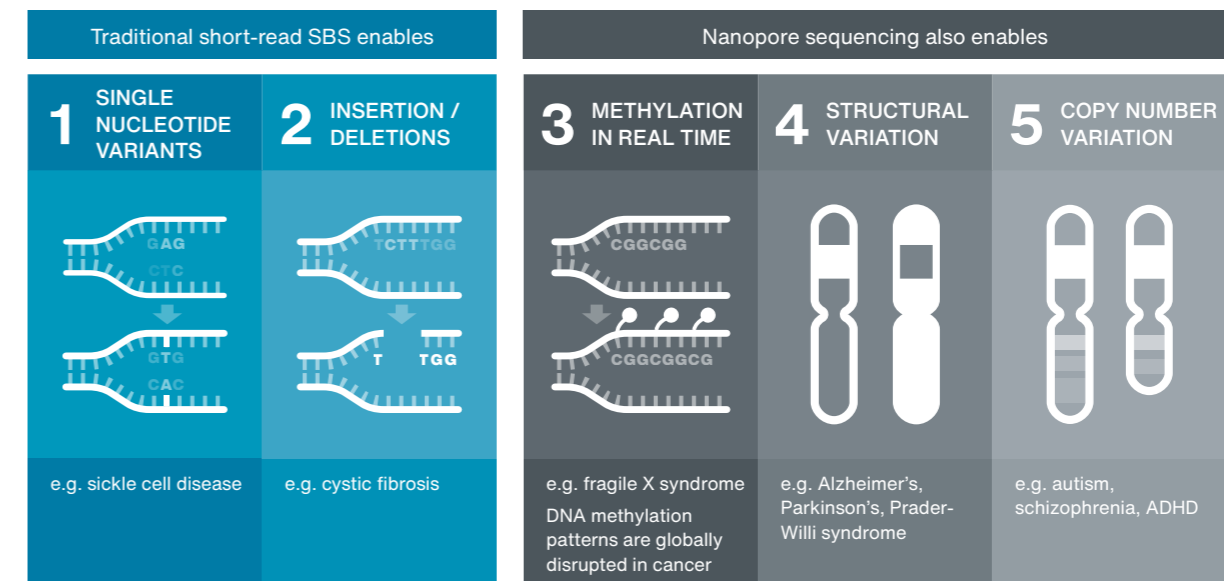 Traditional short-read SBS enables
Nanopore sequencing also enables
1
SINGLE
NUCLEOTIDE
VARIANTS
2
INSERTION /
DELETIONS
3
METHYLATION
IN REAL TIME
4
STRUCTURAL
VARIATION
5
COPY NUMBER
VARIATION
GAG
CTC
GTG
CAC
TCTTTGG
T TGG
CGGCGG
CGGCGGCG
e.g. sickle cell disease
e.g. cystic fibrosis
e.g. fragile X syndrome
DNA methylation
patterns are globally
disrupted in cancer
e.g. Alzheimer’s,
Parkinson’s, Prader-
Willi syndrome
e.g. autism,
schizophrenia, ADHD